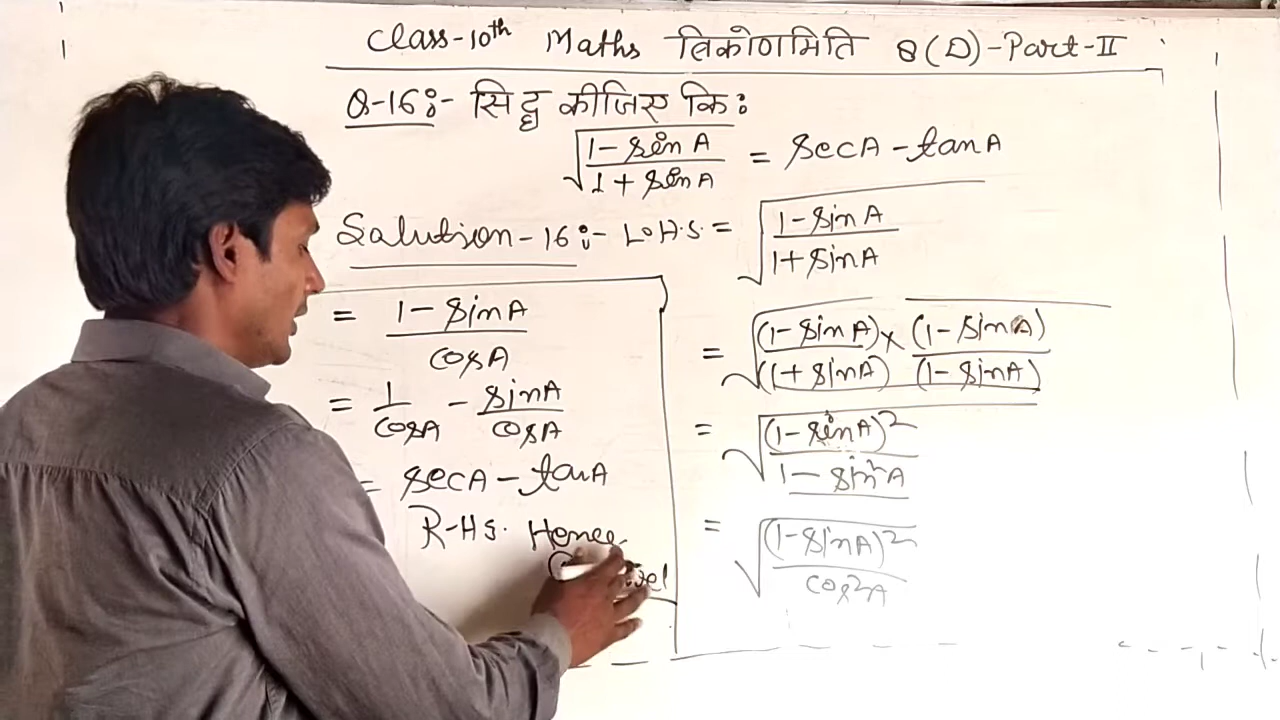 Class-10th Maths त्रिकोणमिति 8(D)-Part-II
Q-16:- सिद्ध कीजिए कि:
√((1-sinA)/(1+sinA)) = secA-tanA
Solution-16:- L.H.S = √((1-sinA)/(1+sinA))
= √((1-sinA)/(1+sinA) × (1-sinA)/(1-sinA))
= √((1-sinA)²/(1-sin²A))
= √((1-sinA)²/cos²A)
= (1-sinA)/cosA
= 1/cosA - sinA/cosA
= secA-tanA
R-H.S. Hence